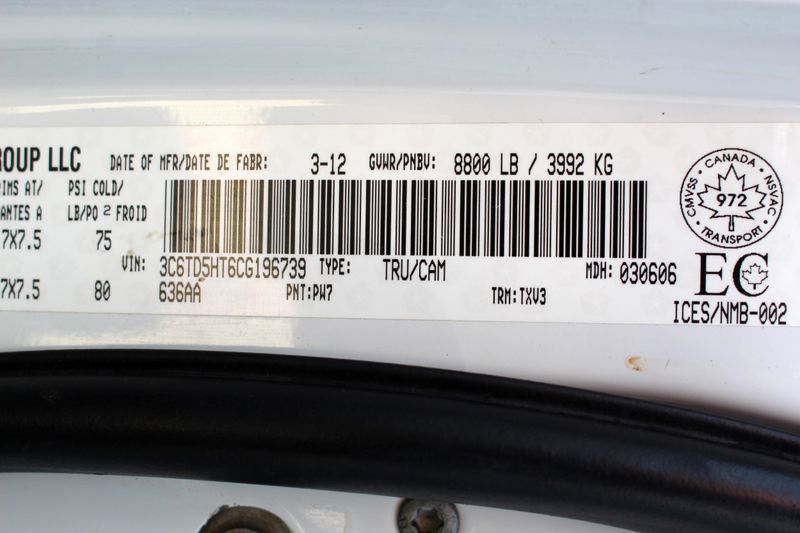 ROUP LLC DATE OF MFR/DATE DE FABR: 3-12 GVWR/PNBV: 8800 LB / 3992 KG
RIMS AT/ PSI COLD/
ANTES A LB/PO 2 FROID
7X7.5 75
VIN: 3C6TD5HT6CG196739 TYPE: TRU/CAM MDH: 030606
7X7.5 80 636AA PNT:PW7 TRM:TXV3
CANADA
CMVSS 972 NSVAC
TRANSPORT
EC
ICES/NMB-002